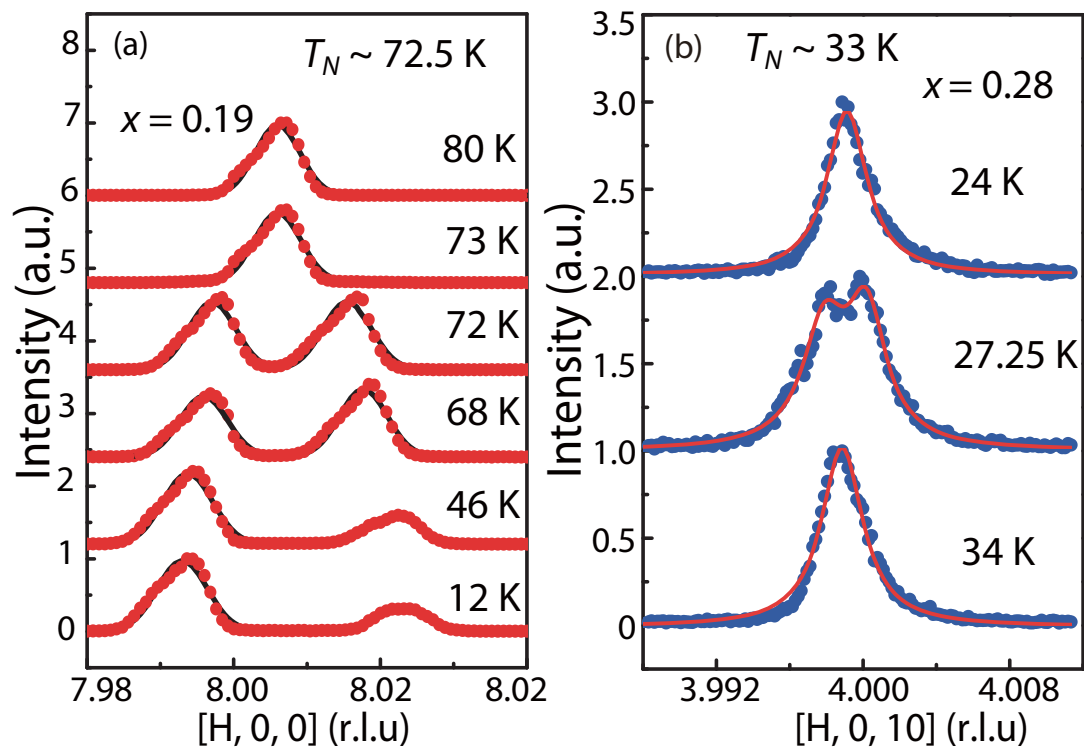 (a)
T_N ~ 72.5 K
x = 0.19
80 K
73 K
72 K
68 K
46 K
12 K
8
7
6
5
4
3
2
1
0
Intensity (a.u.)
7.98 8.00 8.02 8.02
[H, 0, 0] (r.l.u)
(b)
T_N ~ 33 K
x = 0.28
24 K
27.25 K
34 K
3.0
2.5
2.0
1.5
1.0
0.5
0
Intensity (a.u.)
3.992 4.000 4.008
[H, 0, 10] (r.l.u)